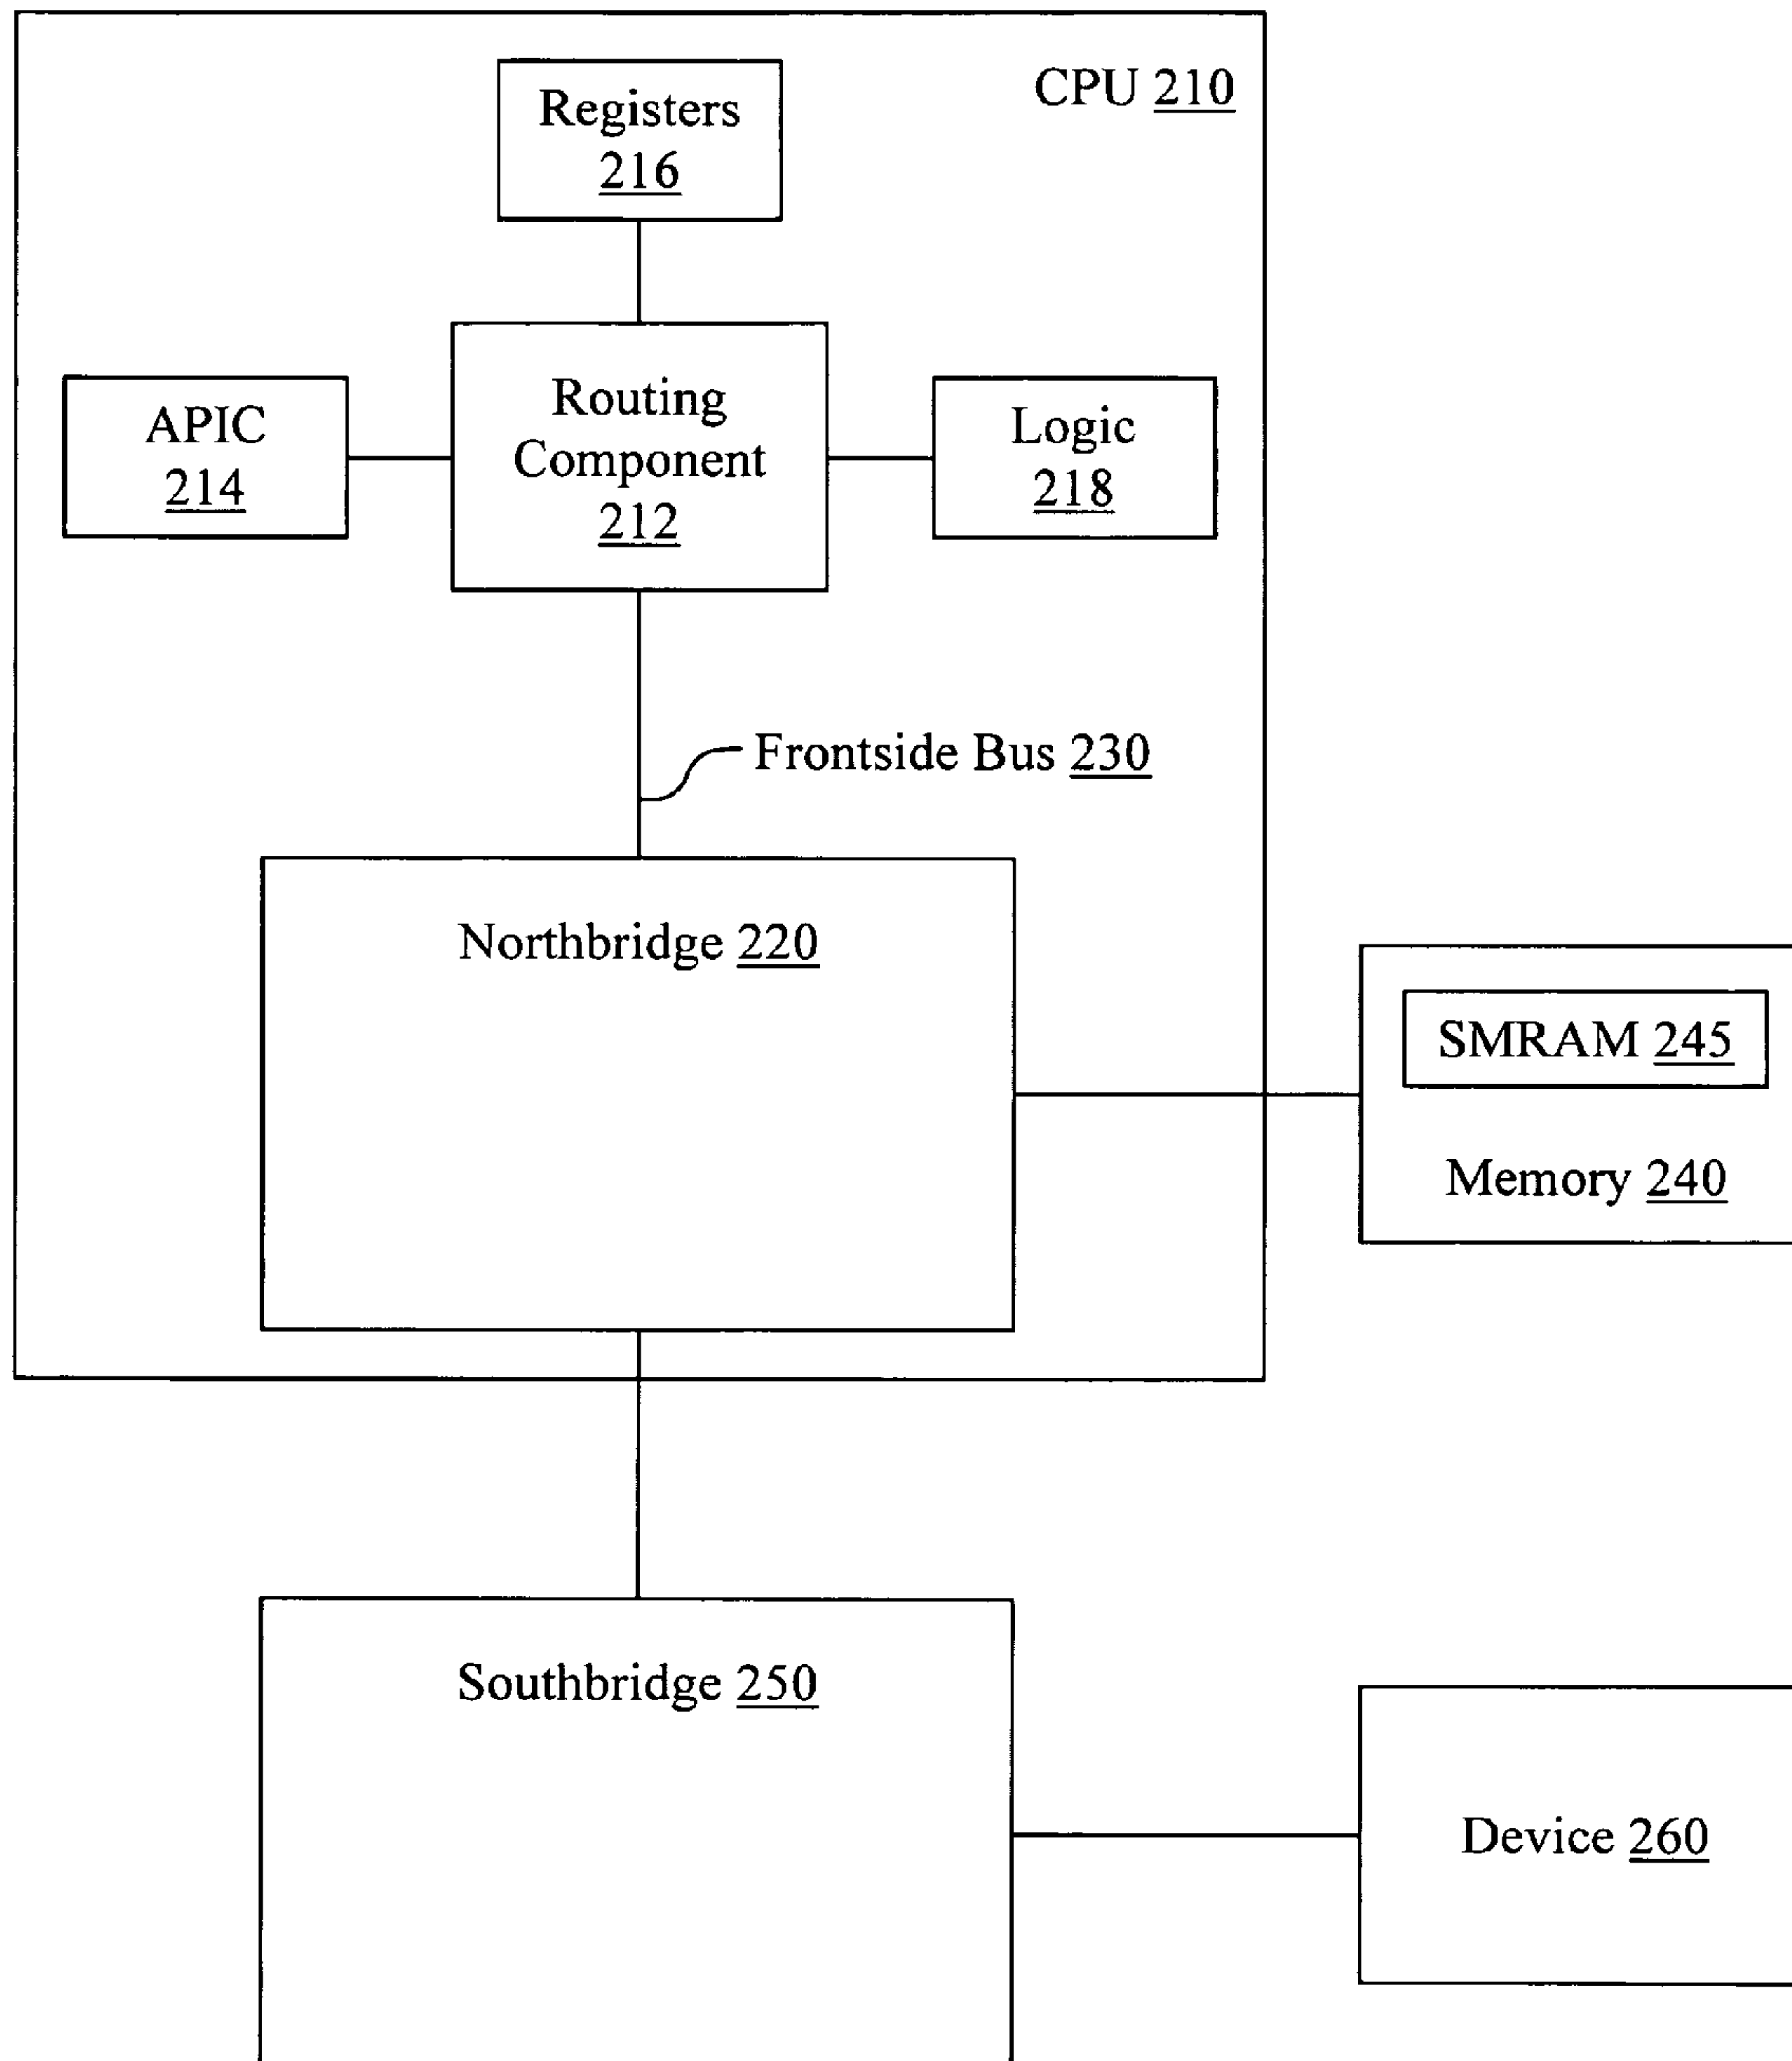 CPU 210
Registers
216
APIC
214
Routing
Component
212
Logic
218
Frontside Bus 230
Northbridge 220
SMRAM 245
Memory 240
Southbridge 250
Device 260